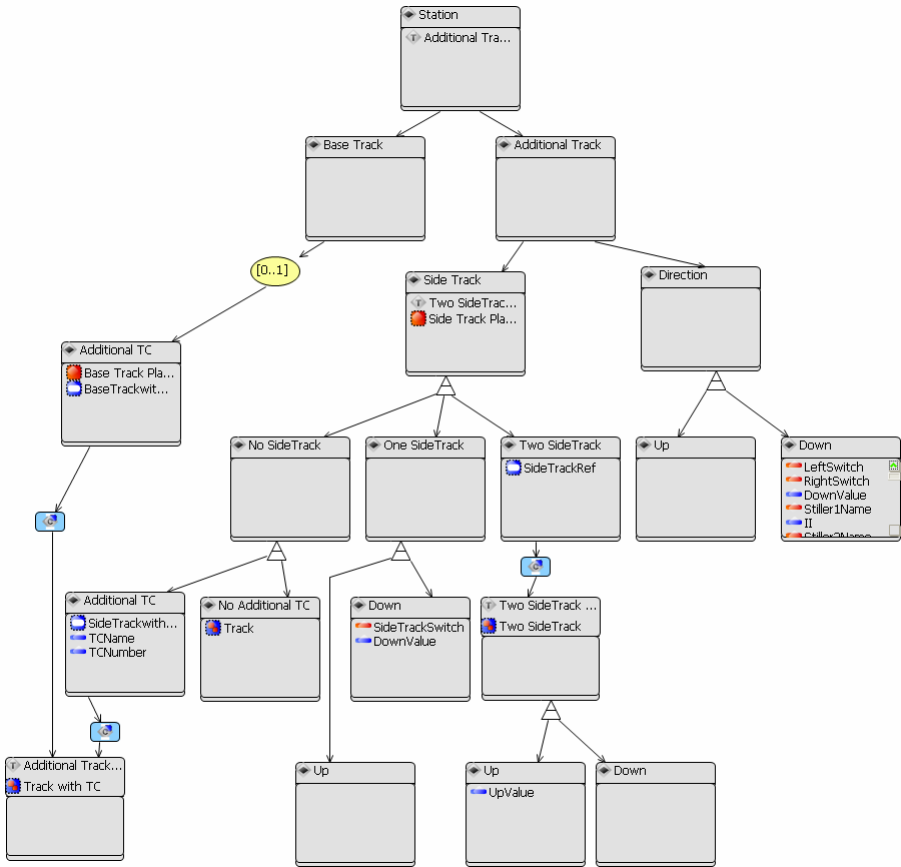 Station
Additional Tra...
Base Track
Additional Track
[0..1]
Side Track
Two SideTrac...
Side Track Pla...
Direction
Additional TC
Base Track Pla...
BaseTrackwit...
No SideTrack
One SideTrack
Two SideTrack
SideTrackRef
Up
Down
LeftSwitch
RightSwitch
DownValue
Stiller1Name
II
Stiller2Name
Additional TC
SideTrackwith...
TCName
TCNumber
No Additional TC
Track
Down
SideTrackSwitch
DownValue
Two SideTrack ...
Two SideTrack
Additional Track...
Track with TC
Up
Up
UpValue
Down